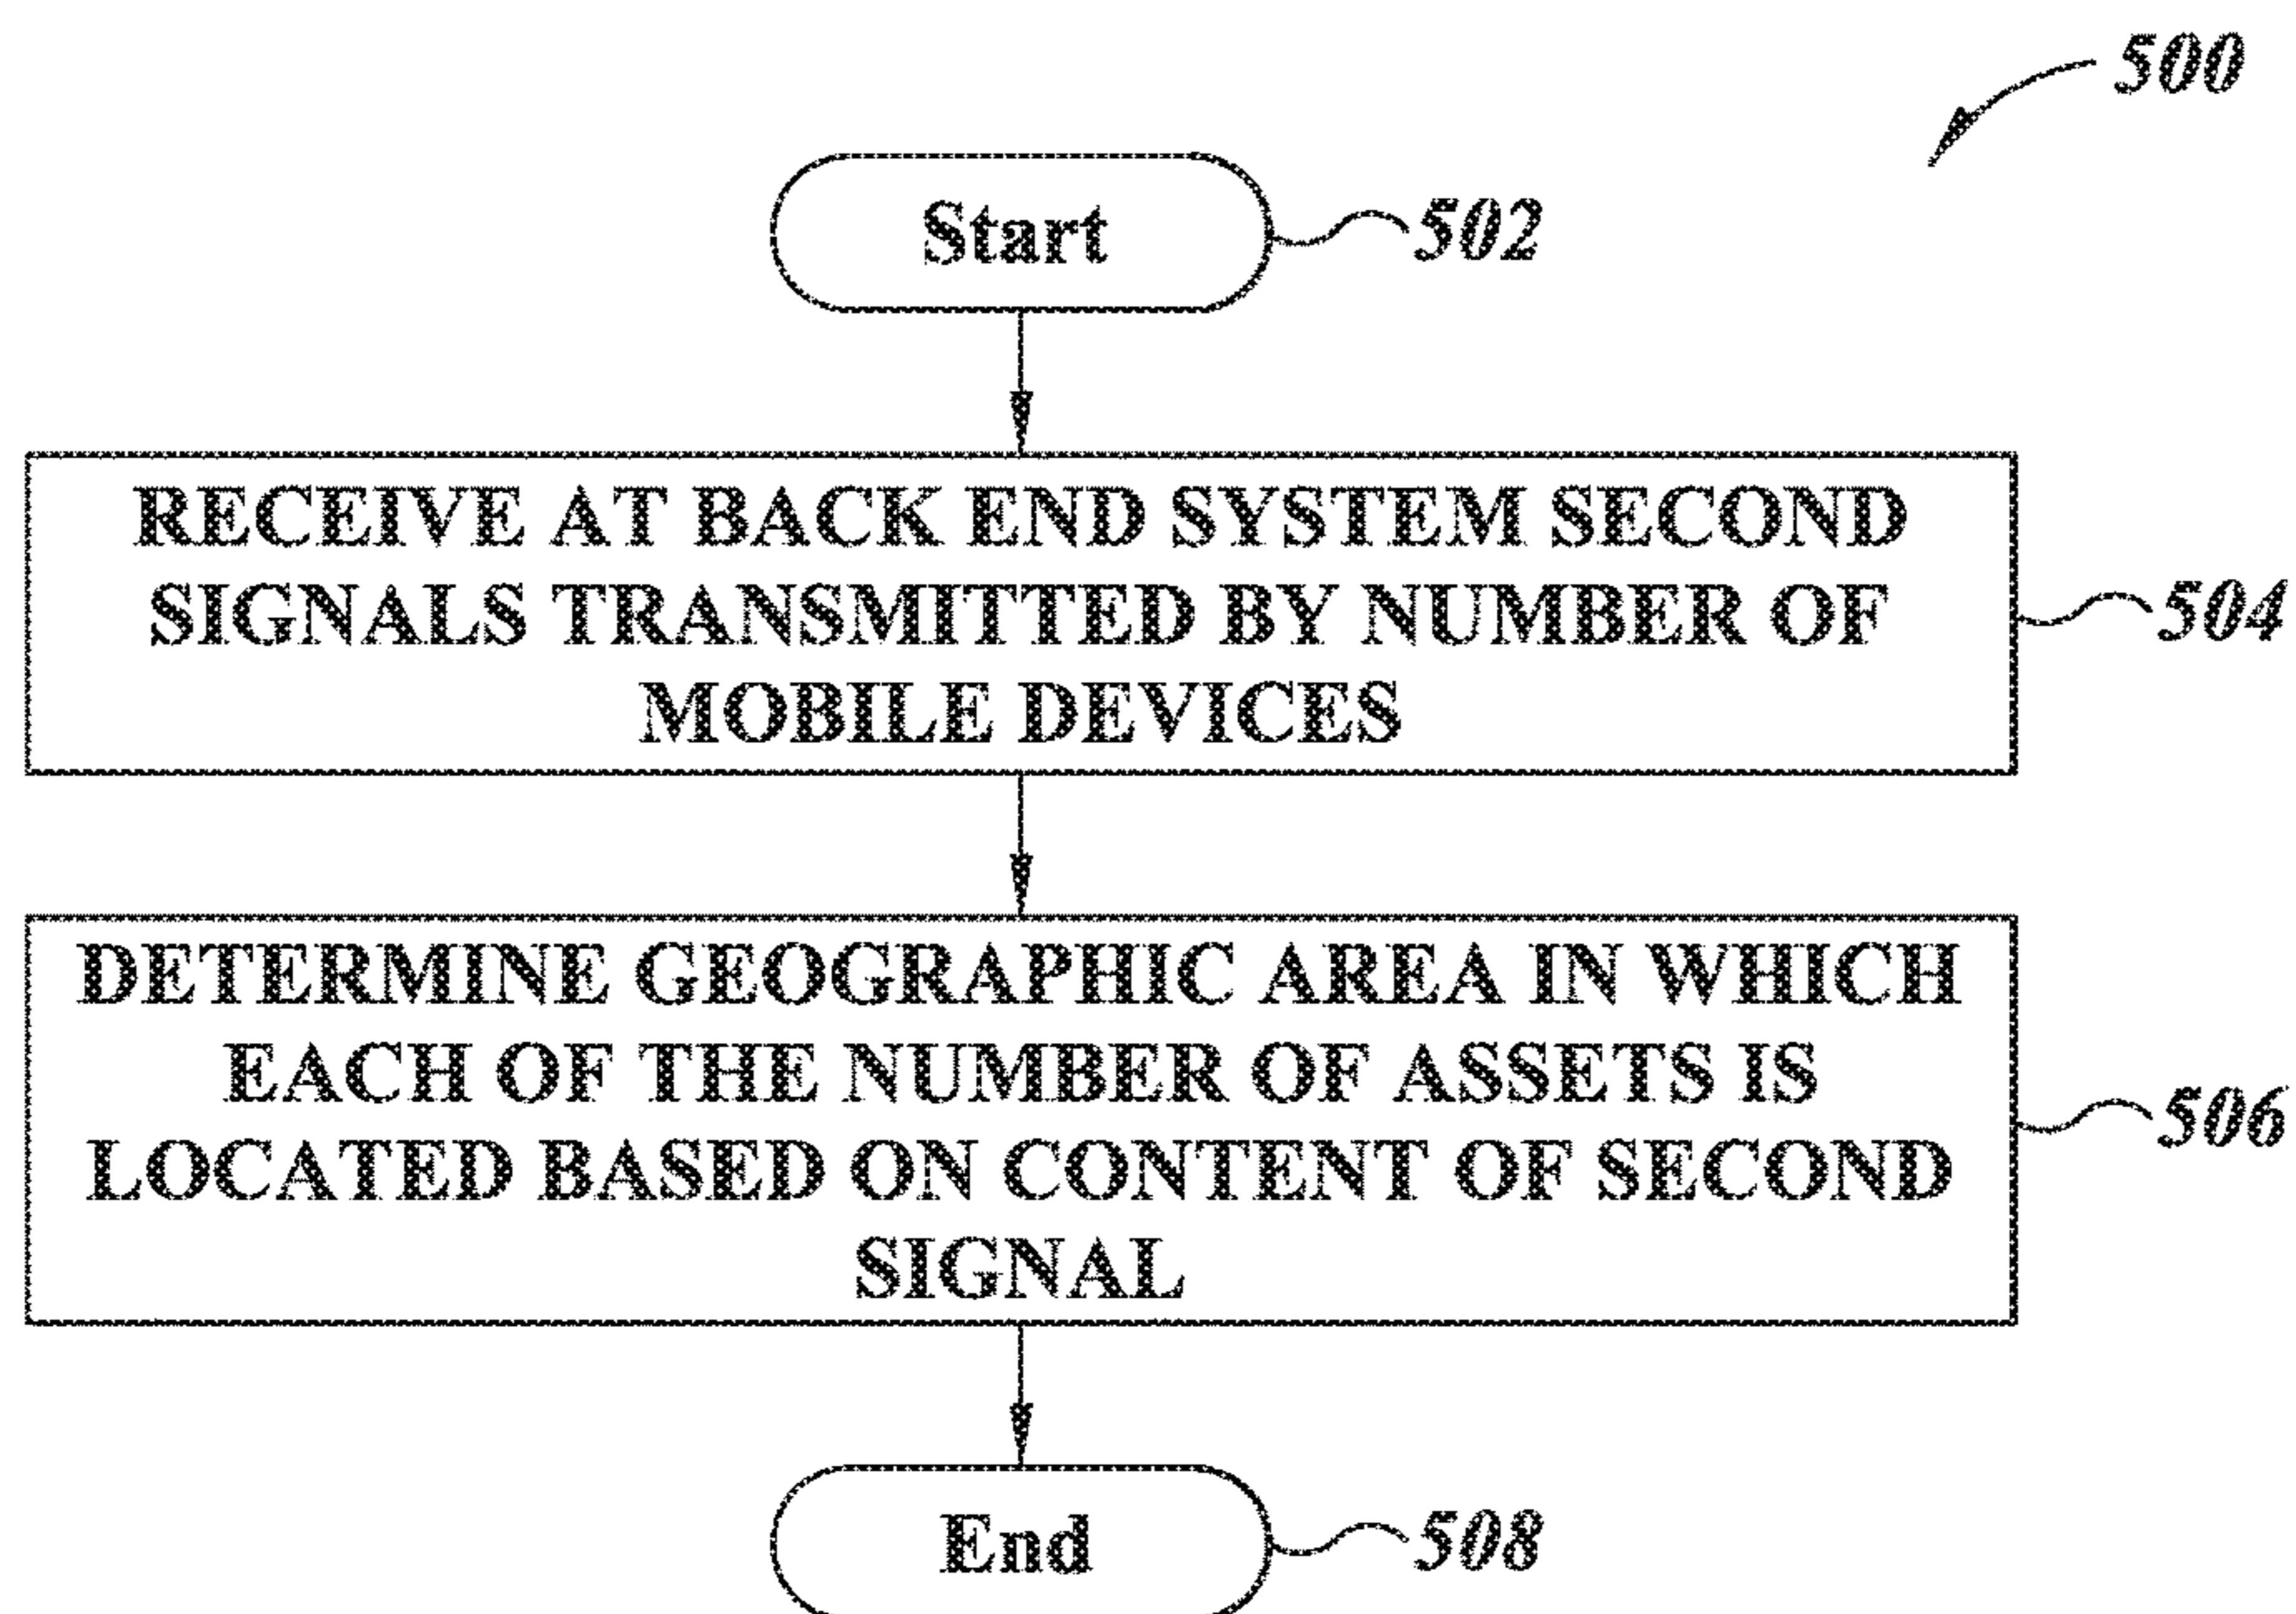 500
Start
502
RECEIVE AT BACK END SYSTEM SECOND
SIGNALS TRANSMITTED BY NUMBER OF
MOBILE DEVICES
504
DETERMINE GEOGRAPHIC AREA IN WHICH
EACH OF THE NUMBER OF ASSETS IS
LOCATED BASED ON CONTENT OF SECOND
SIGNAL
506
End
508